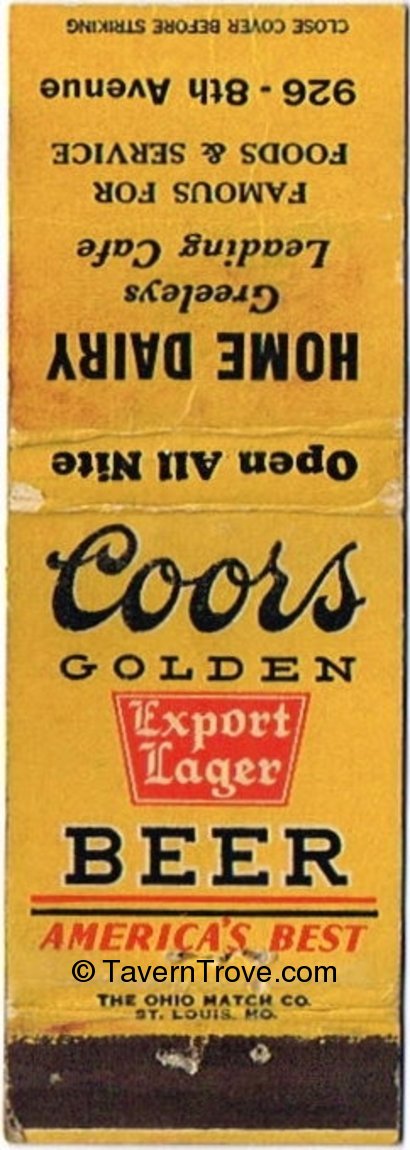 CLOSE COVER BEFORE STRIKING
926 - 8th Avenue
FOODS & SERVICE
FAMOUS FOR
Leading Cafe
Greeleys
HOME DAIRY
Open All Nite
Coors
GOLDEN
Export
Lager
BEER
AMERICA'S BEST
© TavernTrove.com
THE OHIO MATCH CO.
ST. LOUIS, MO.